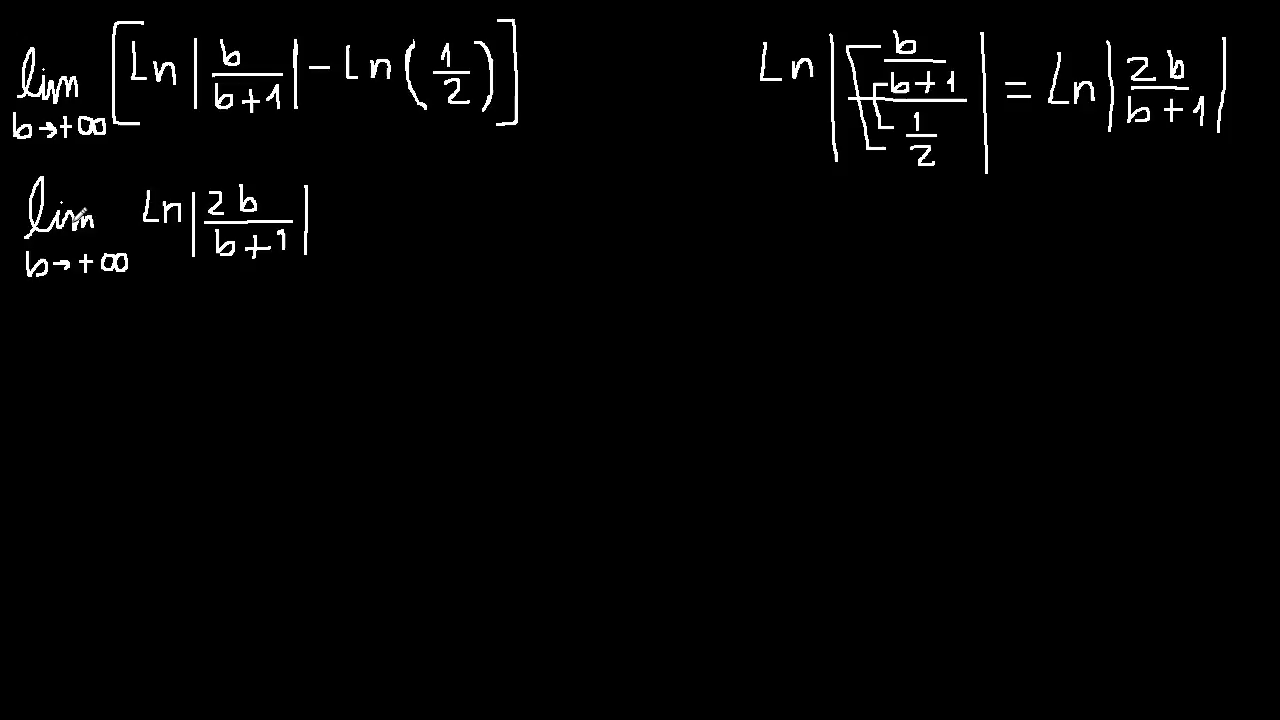 lim b→+∞ [Ln|b/(b+1)| − Ln(1/2)]
lim b→+∞ Ln|2b/(b+1)|
Ln|(b/(b+1))/(1/2)| = Ln|2b/(b+1)|